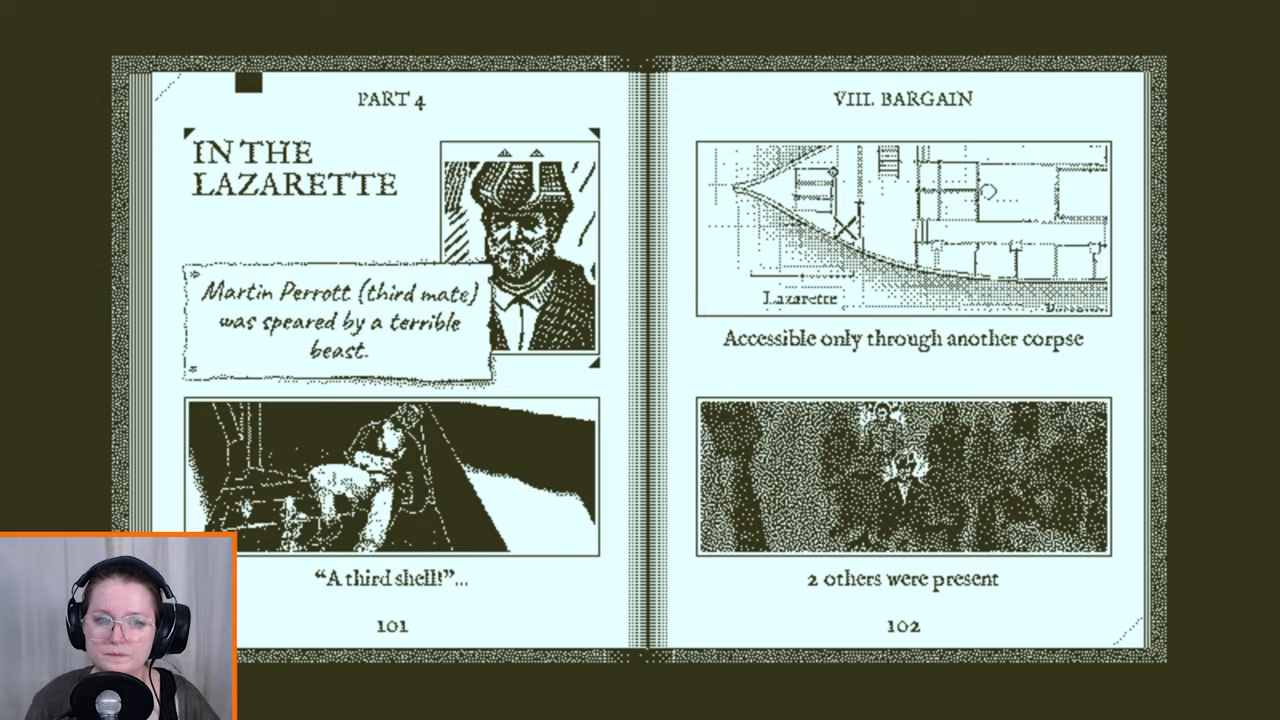 PART 4
IN THE
LAZARETTE
Martin Perrott (third mate)
was speared by a terrible
beast.
"A third shell!"...
101
VIII. BARGAIN
Lazarette
Accessible only through another corpse
2 others were present
102